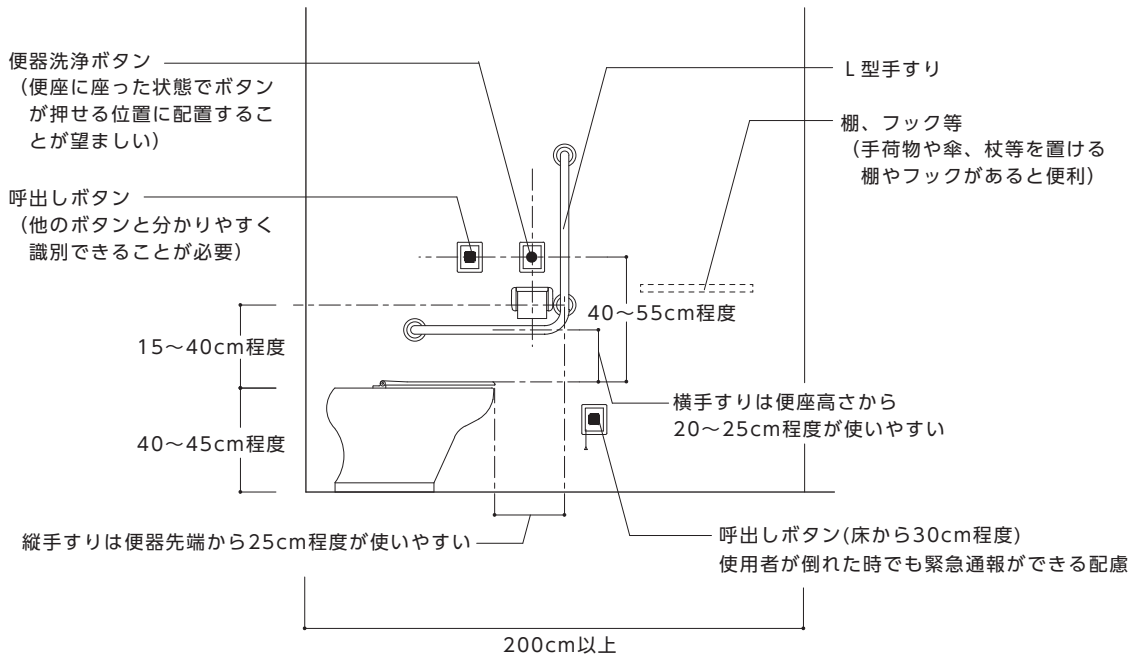 便器洗浄ボタン
（便座に座った状態でボタン
が押せる位置に配置するこ
とが望ましい）
呼出しボタン
（他のボタンと分かりやすく
識別できることが必要）
15～40cm程度
40～45cm程度
縦手すりは便器先端から25cm程度が使いやすい
L型手すり
棚、フック等
（手荷物や傘、杖等を置ける
棚やフックがあると便利）
40～55cm程度
横手すりは便座高さから
20～25cm程度が使いやすい
呼出しボタン(床から30cm程度)
使用者が倒れた時でも緊急通報ができる配慮
200cm以上